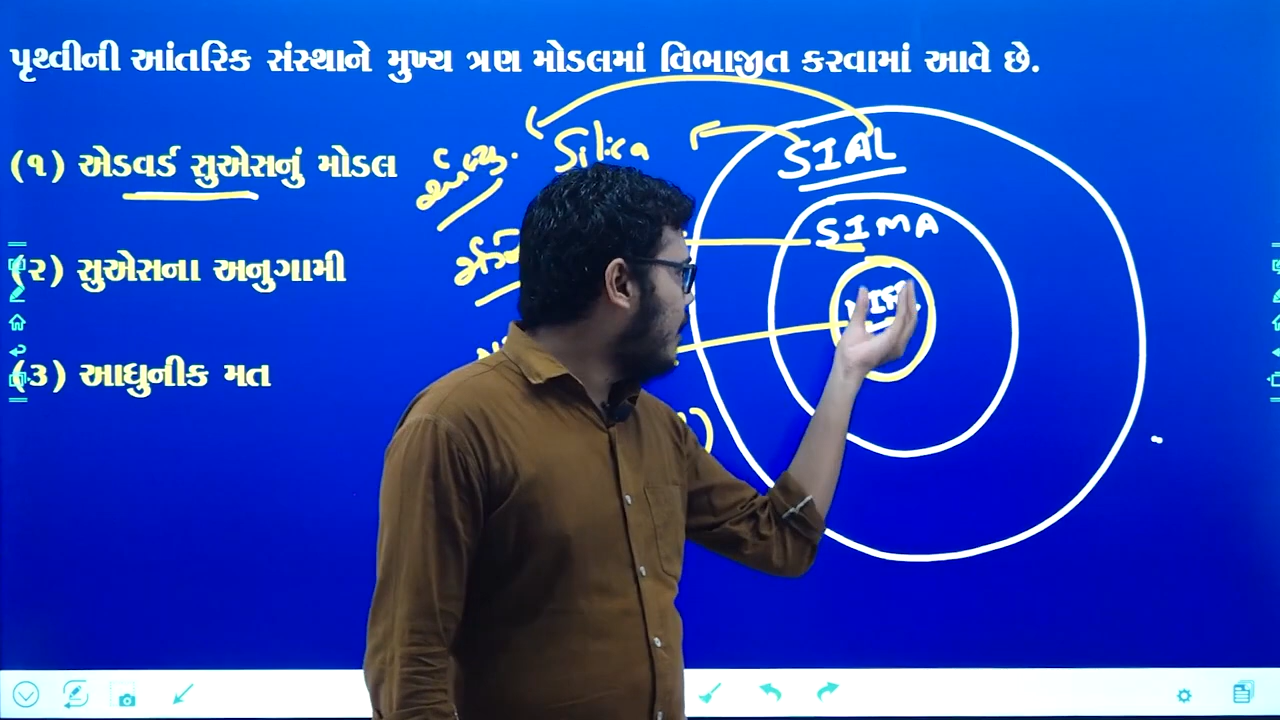 પૃથ્વીની આંતરિક સંસ્થાને મુખ્ય ત્રણ મોડલમાં વિભાજીત કરવામાં આવે છે.
(૧) એડવર્ડ સુએસનું મોડલ
Silica
SIAL
SIMA
(૨) સુએસના અનુગામી
(૩) આધુનીક મત